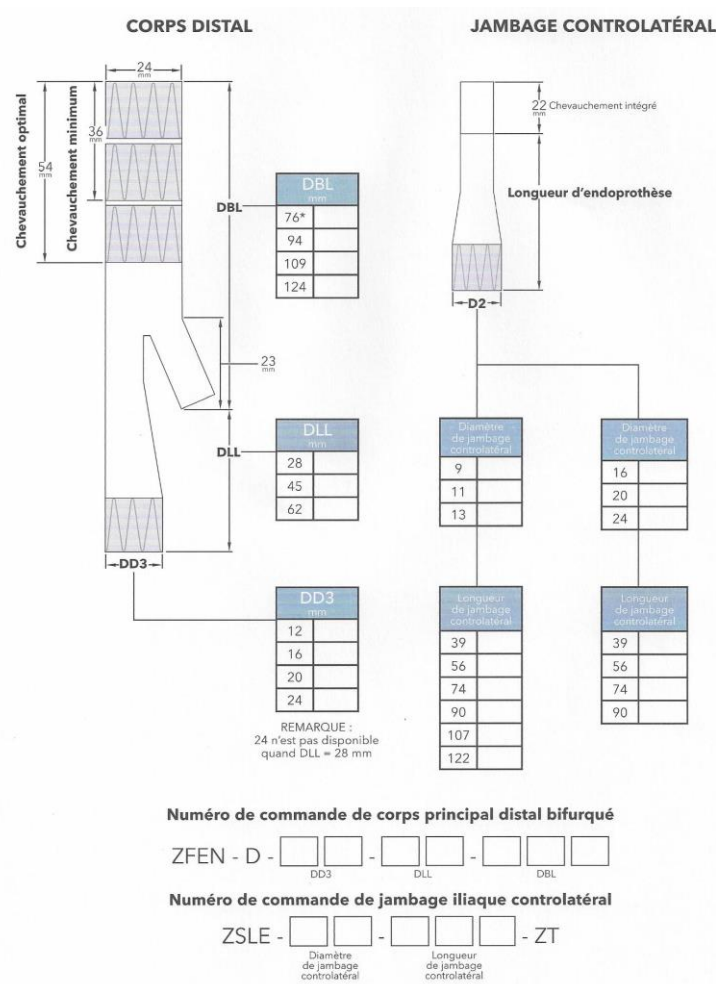 CORPS DISTAL
24
mm
Chevauchement optimal
Chevauchement minimum
54
mm
36
mm
DBL
DBL
mm
76*
94
109
124
23
mm
DLL
DLL
mm
28
45
62
DD3
DD3
mm
12
16
20
24
REMARQUE :
24 n'est pas disponible
quand DLL = 28 mm
JAMBAGE CONTROLATÉRAL
22 Chevauchement intégré
mm
Longueur d'endoprothèse
D2
Diamètre
de jambage
controlatéral
9
11
13
Diamètre
de jambage
controlatéral
16
20
24
Longueur
de jambage
controlatéral
39
56
74
90
107
122
Longueur
de jambage
controlatéral
39
56
74
90
Numéro de commande de corps principal distal bifurqué
ZFEN - D - - -
DD3 DLL DBL
Numéro de commande de jambage iliaque controlatéral
ZSLE - - - ZT
Diamètre
de jambage
controlatéral
Longueur
de jambage
controlatéral